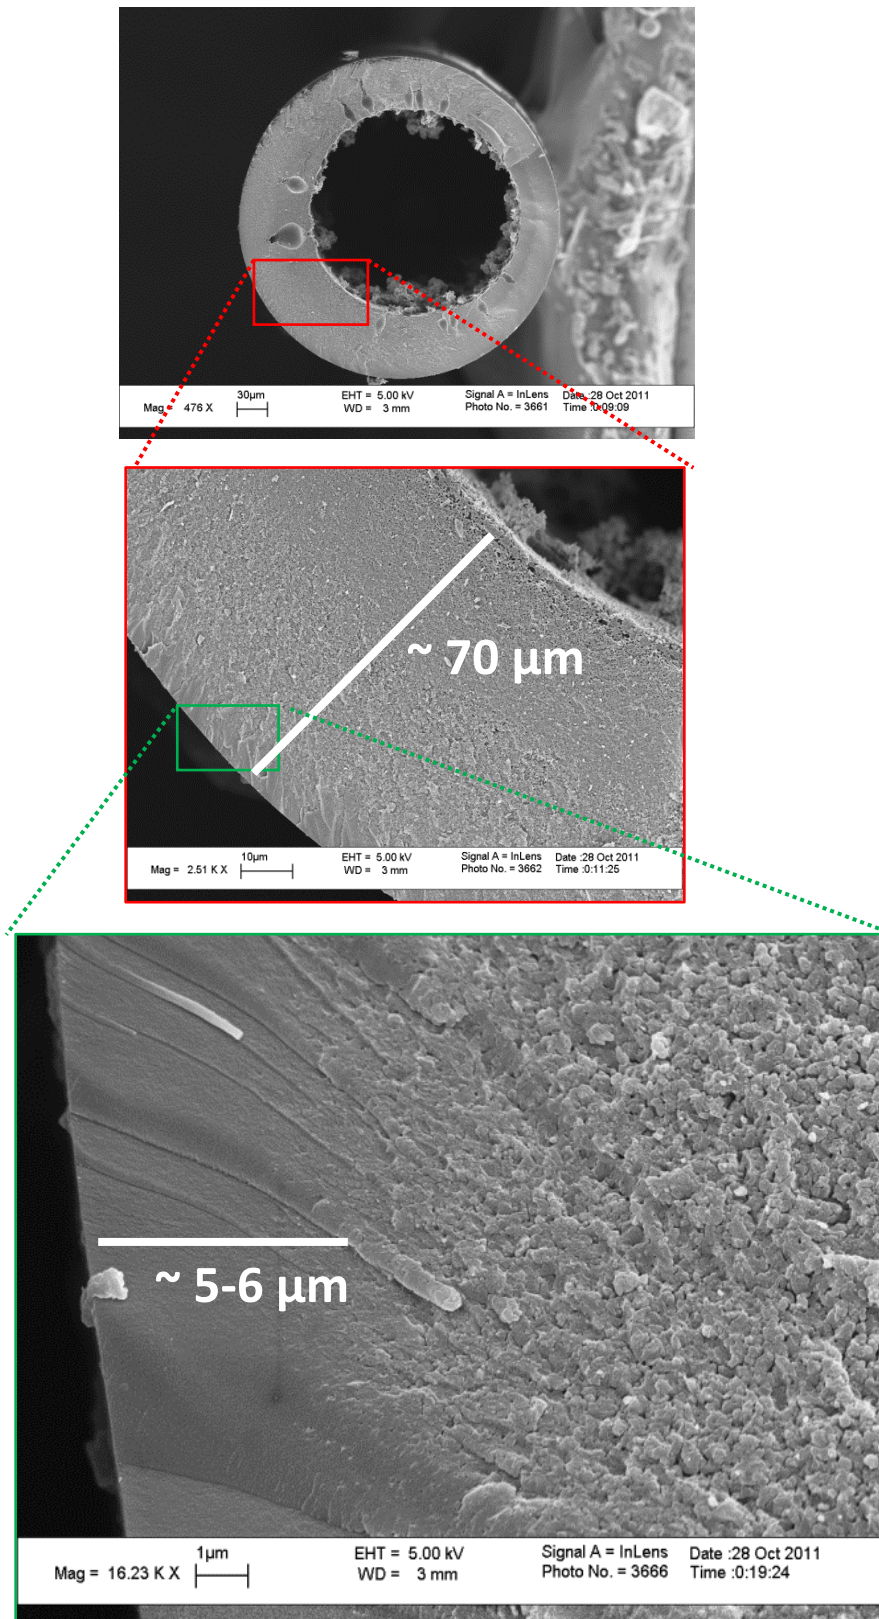 30µm
EHT = 5.00 kV
Signal A = InLens
Date :28 Oct 2011
Mag = 476 X
WD = 3 mm
Photo No. = 3661
Time :0:09:09
~ 70 µm
10µm
EHT = 5.00 kV
Signal A = InLens
Date :28 Oct 2011
Mag = 2.51 K X
WD = 3 mm
Photo No. = 3662
Time :0:11:25
~ 5-6 µm
1µm
EHT = 5.00 kV
Signal A = InLens
Date :28 Oct 2011
Mag = 16.23 K X
WD = 3 mm
Photo No. = 3666
Time :0:19:24